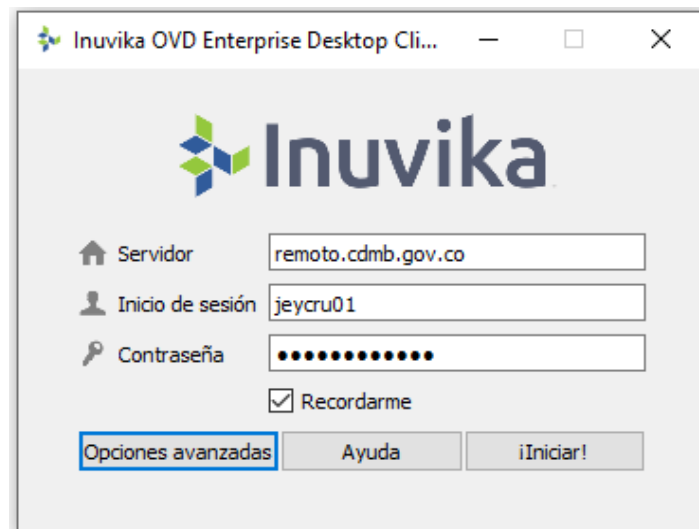 Inuvika OVD Enterprise Desktop Cli...
Inuvika
Servidor remoto.cdmb.gov.co
Inicio de sesión jeycru01
Contraseña ●●●●●●●●●●●●
Recordarme
Opciones avanzadas Ayuda ¡Iniciar!